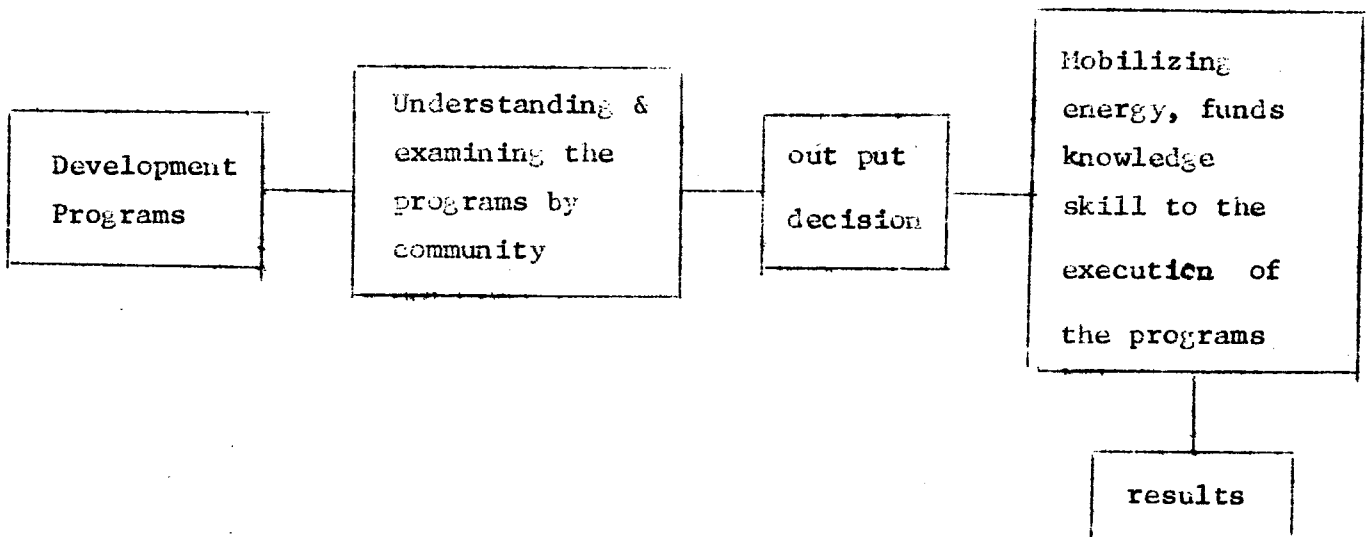 Development
Programs
Understanding &
examining the
programs by
community
out put
decision
Mobilizing
energy, funds
knowledge
skill to the
execution of
the programs
results